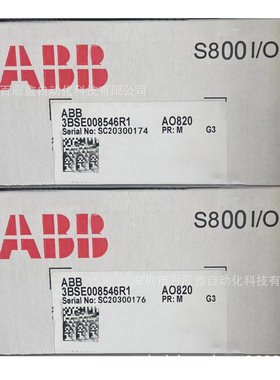 ABB
S800 I/O
ABB
3BSE008546R1 AO820
Serial No: SC20300174 PR: M G3
ABB
S800 I/O
ABB
3BSE008546R1 AO820
Serial No: SC20300176 PR: M G3